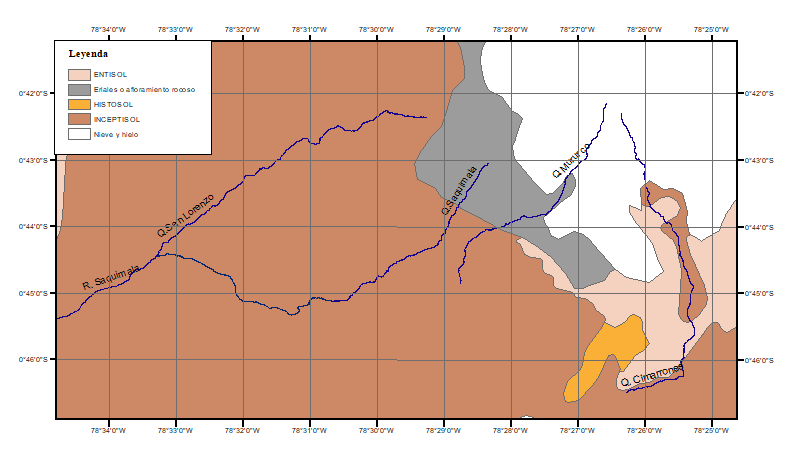 78°34'0"W 78°33'0"W 78°32'0"W 78°31'0"W 78°30'0"W 78°29'0"W 78°28'0"W 78°27'0"W 78°26'0"W 78°25'0"W
Leyenda
ENTISOL
Eriales o afloramiento rocoso
HISTOSOL
INCEPTISOL
Nieve y hielo
0°42'0"S 0°42'0"S
0°43'0"S 0°43'0"S
Q.Saquimala
Q.San Lorenzo
0°44'0"S 0°44'0"S
R. Saquimala
0°45'0"S 0°45'0"S
0°46'0"S 0°46'0"S
Q. Cimarrones
78°34'0"W 78°33'0"W 78°32'0"W 78°31'0"W 78°30'0"W 78°29'0"W 78°28'0"W 78°27'0"W 78°26'0"W 78°25'0"W